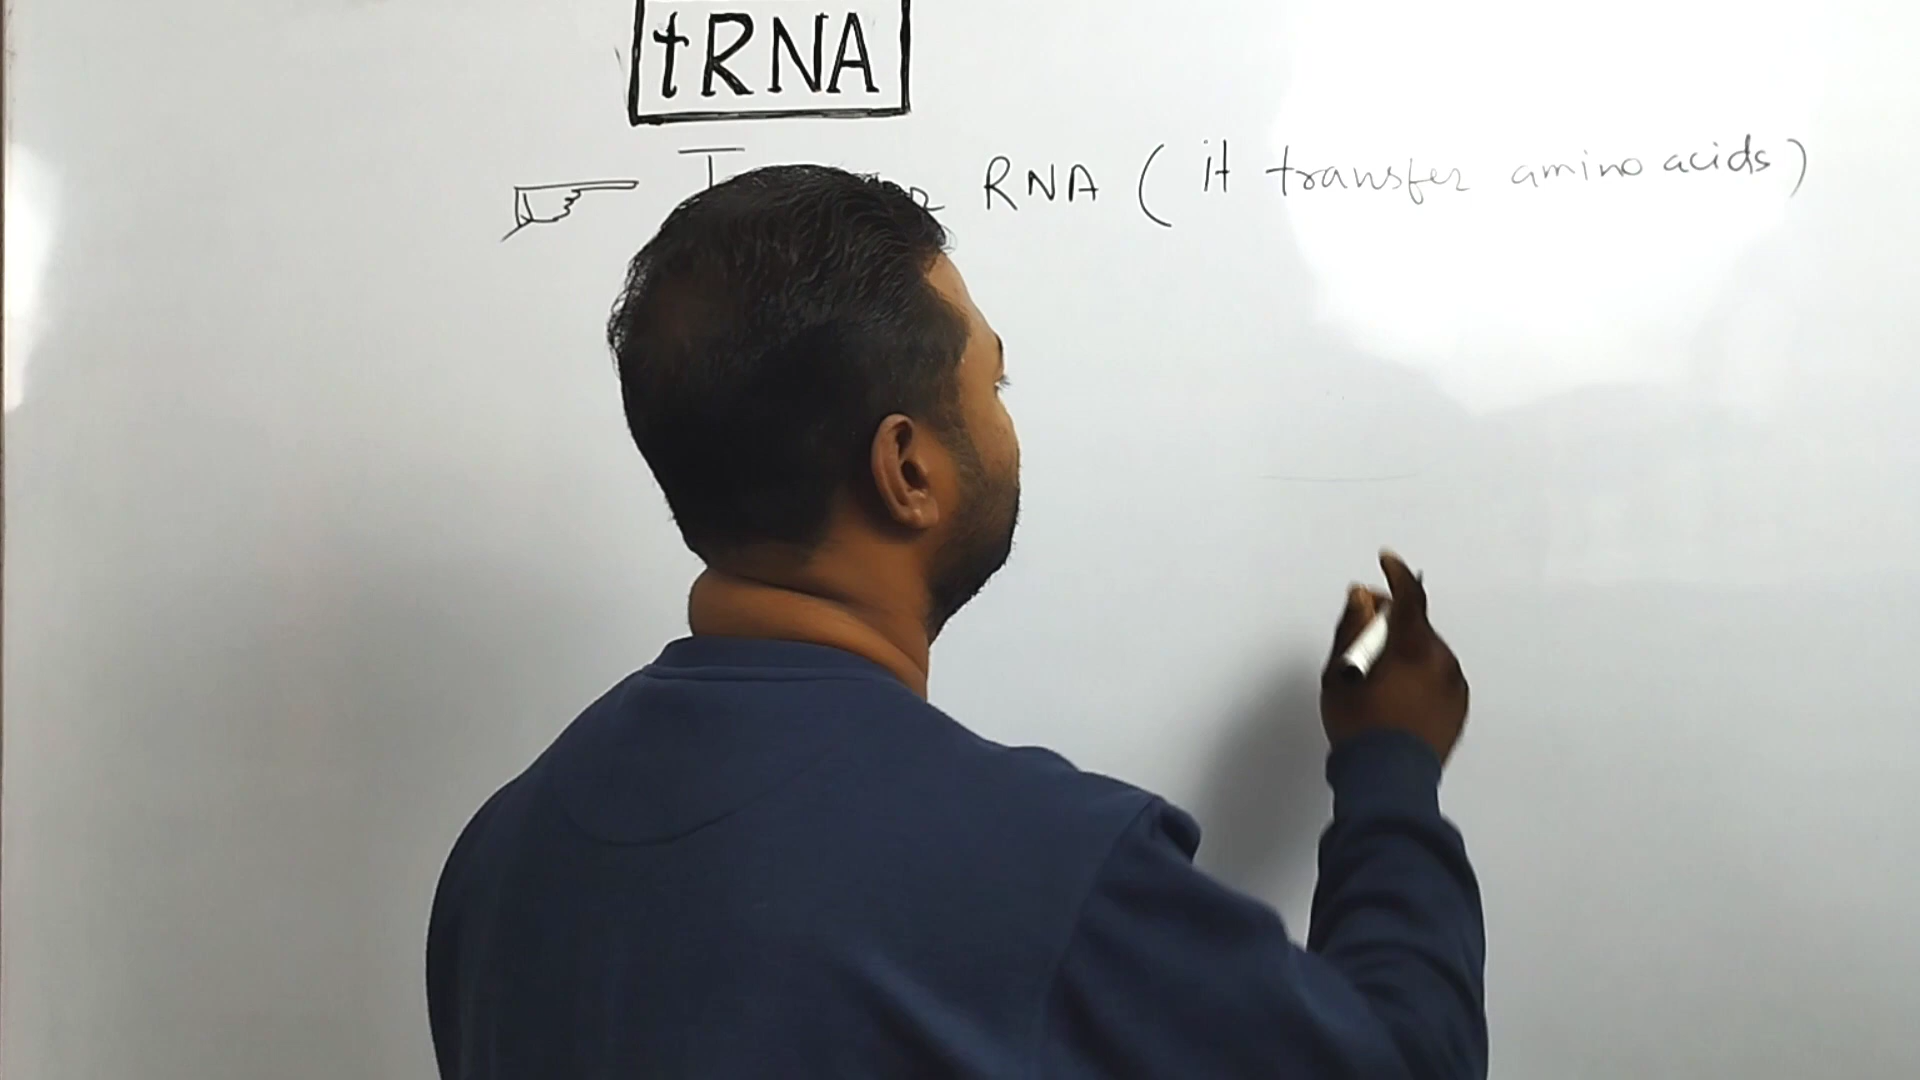 tRNA
RNA ( it transfer amino acids )